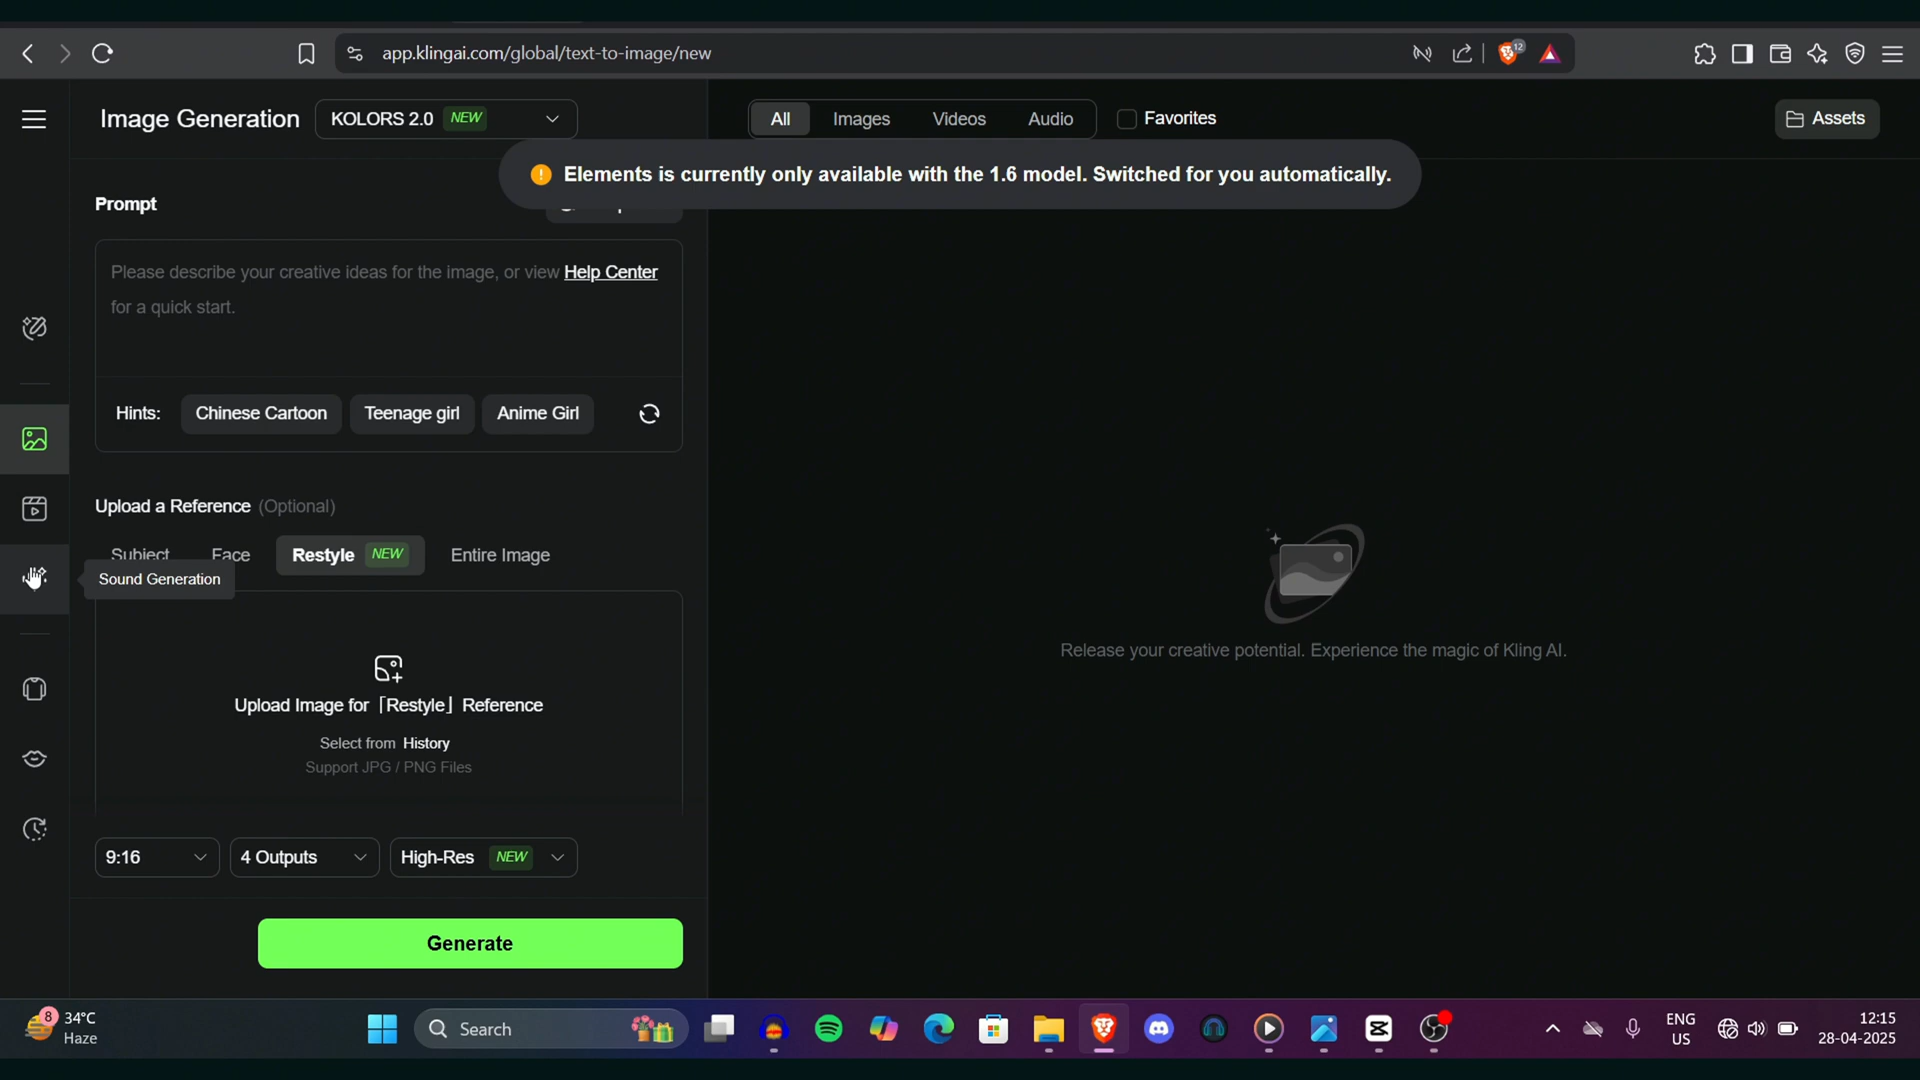 app.klingai.com/global/text-to-image/new
12
Image Generation
KOLORS 2.0 NEW
All Images Videos Audio
Favorites
Assets
Elements is currently only available with the 1.6 model. Switched for you automatically.
Prompt
Please describe your creative ideas for the image, or view Help Center
for a quick start.
Hints: Chinese Cartoon Teenage girl Anime Girl
Upload a Reference (Optional)
Subject Face Restyle NEW Entire Image
Sound Generation
Upload Image for「Restyle」Reference
Select from History
Support JPG / PNG Files
Release your creative potential. Experience the magic of Kling AI.
9:16 4 Outputs High-Res NEW
Generate
8
34°C
Haze
Search
ENG
US
12:15
28-04-2025